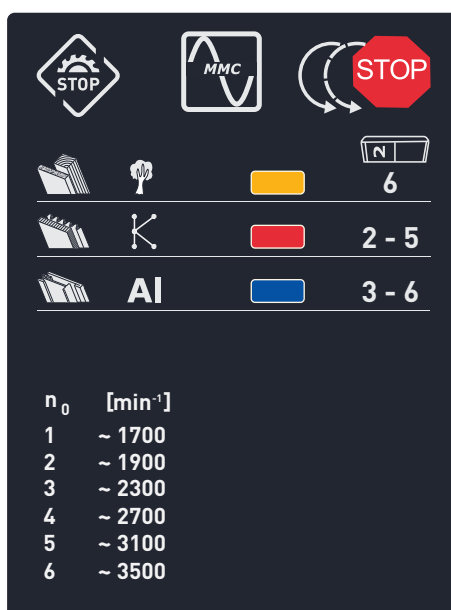 STOP MMC STOP
2
6
K 2 - 5
Al 3 - 6
n₀ [min⁻¹]
1 ~ 1700
2 ~ 1900
3 ~ 2300
4 ~ 2700
5 ~ 3100
6 ~ 3500